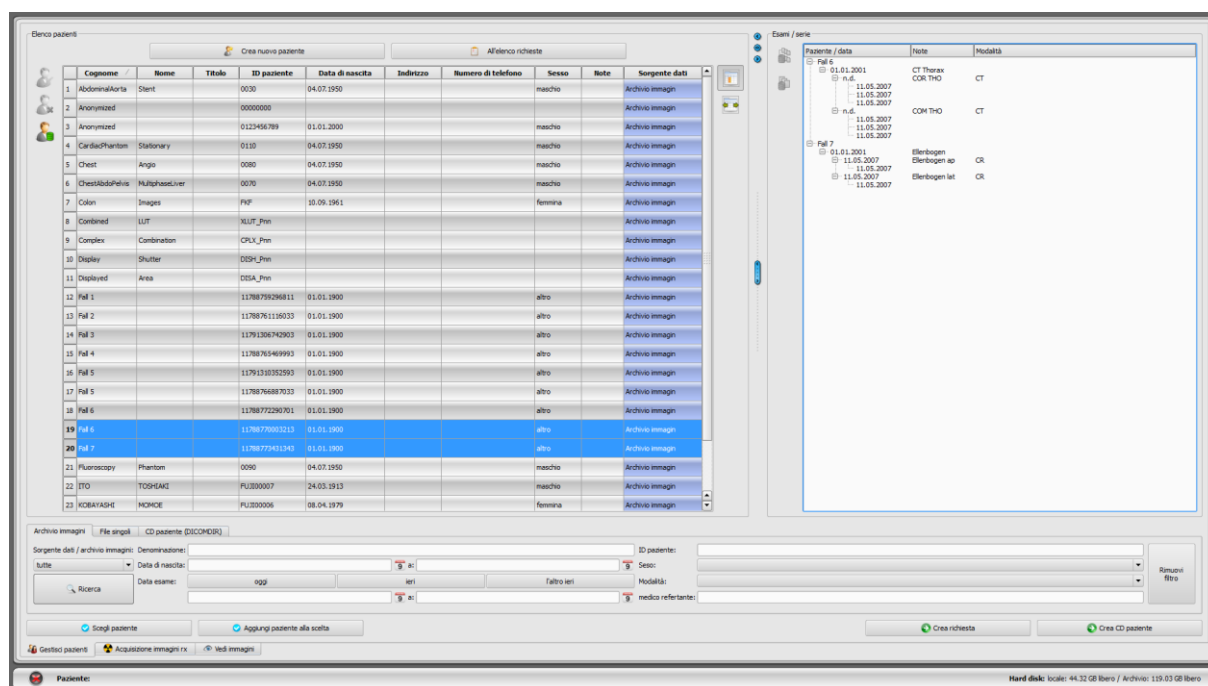 Elenco pazienti
Crea nuovo paziente
All'elenco richieste
Cognome Nome Titolo ID paziente Data di nascita Indirizzo Numero di telefono Sesso Note Sorgente dati
1 AbdominalAorta Stent 0030 04.07.1950 maschio Archivio immagin
2 Anonymized 00000000 Archivio immagin
3 Anonymized 0123456789 01.01.2000 maschio Archivio immagin
4 CardiacPhantom Stationary 0110 04.07.1950 maschio Archivio immagin
5 Chest Angio 0080 04.07.1950 maschio Archivio immagin
6 ChestAbdoPelvis MultiphaseLiver 0070 04.07.1950 maschio Archivio immagin
7 Colon Images FKF 10.09.1961 femmina Archivio immagin
8 Combined LUT XLUT_Pnn Archivio immagin
9 Complex Combination CPLX_Pnn Archivio immagin
10 Display Shutter DISH_Pnn Archivio immagin
11 Displayed Area DISA_Pnn Archivio immagin
12 Fall 1 11788759296811 01.01.1900 altro Archivio immagin
13 Fall 2 11788761116033 01.01.1900 altro Archivio immagin
14 Fall 3 11791306742903 01.01.1900 altro Archivio immagin
15 Fall 4 11788765469993 01.01.1900 altro Archivio immagin
16 Fall 5 11791310352593 01.01.1900 altro Archivio immagin
17 Fall 5 11788766887033 01.01.1900 altro Archivio immagin
18 Fall 6 11788772290701 01.01.1900 altro Archivio immagin
19 Fall 6 11788770003213 01.01.1900 altro Archivio immagin
20 Fall 7 11788773431343 01.01.1900 altro Archivio immagin
21 Fluoroscopy Phantom 0090 04.07.1950 maschio Archivio immagin
22 ITO TOSHIAKI FUJI00007 24.03.1913 maschio Archivio immagin
23 KOBAYASHI MOMOE FUJI00006 08.04.1979 femmina Archivio immagin
Esami / serie
Paziente / data Note Modalità
Fall 6
01.01.2001 CT Thorax
n.d. COR THO CT
11.05.2007
11.05.2007
11.05.2007
n.d. COM THO CT
11.05.2007
11.05.2007
11.05.2007
Fall 7
01.01.2001 Ellenbogen
11.05.2007 Ellenbogen ap CR
11.05.2007
11.05.2007 Ellenbogen lat CR
11.05.2007
Archivio immagini File singoli CD paziente (DICOMDIR)
Sorgente dati / archivio immagini: Denominazione: ID paziente:
tutte Data di nascita: 9 a: 9 Seso:
Ricerca Data esame: oggi ieri l'altro ieri Modalità:
9 a: 9 medico refertante:
Rimuovi
filtro
Scegli paziente Aggiungi paziente alla scelta Crea richiesta Crea CD paziente
Gestisci pazienti Acquisizione immagini rx Vedi immagini
Paziente: Hard disk: locale: 44.32 GB libero / Archivio: 119.03 GB libero